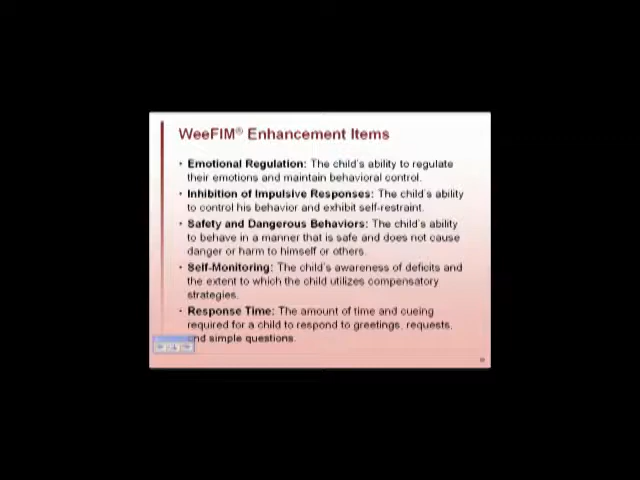 WeeFIM® Enhancement Items
• Emotional Regulation: The child's ability to regulate
their emotions and maintain behavioral control.
• Inhibition of Impulsive Responses: The child's ability
to control his behavior and exhibit self-restraint.
• Safety and Dangerous Behaviors: The child's ability
to behave in a manner that is safe and does not cause
danger or harm to himself or others.
• Self-Monitoring: The child's awareness of deficits and
the extent to which the child utilizes compensatory
strategies.
• Response Time: The amount of time and cueing
required for a child to respond to greetings, requests,
and simple questions.